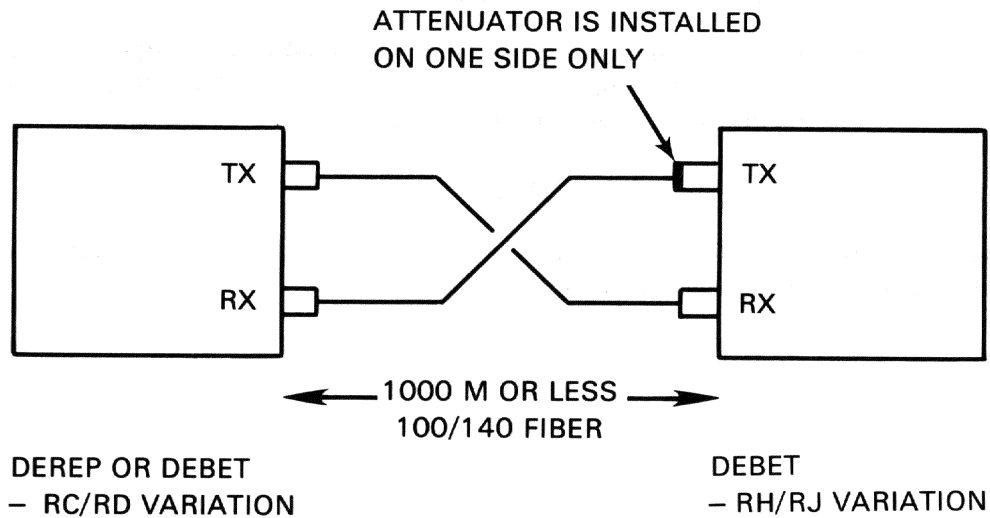 ATTENUATOR IS INSTALLED
ON ONE SIDE ONLY
TX
TX
RX
RX
1000 M OR LESS
100/140 FIBER
DEREP OR DEBET
– RC/RD VARIATION
DEBET
– RH/RJ VARIATION